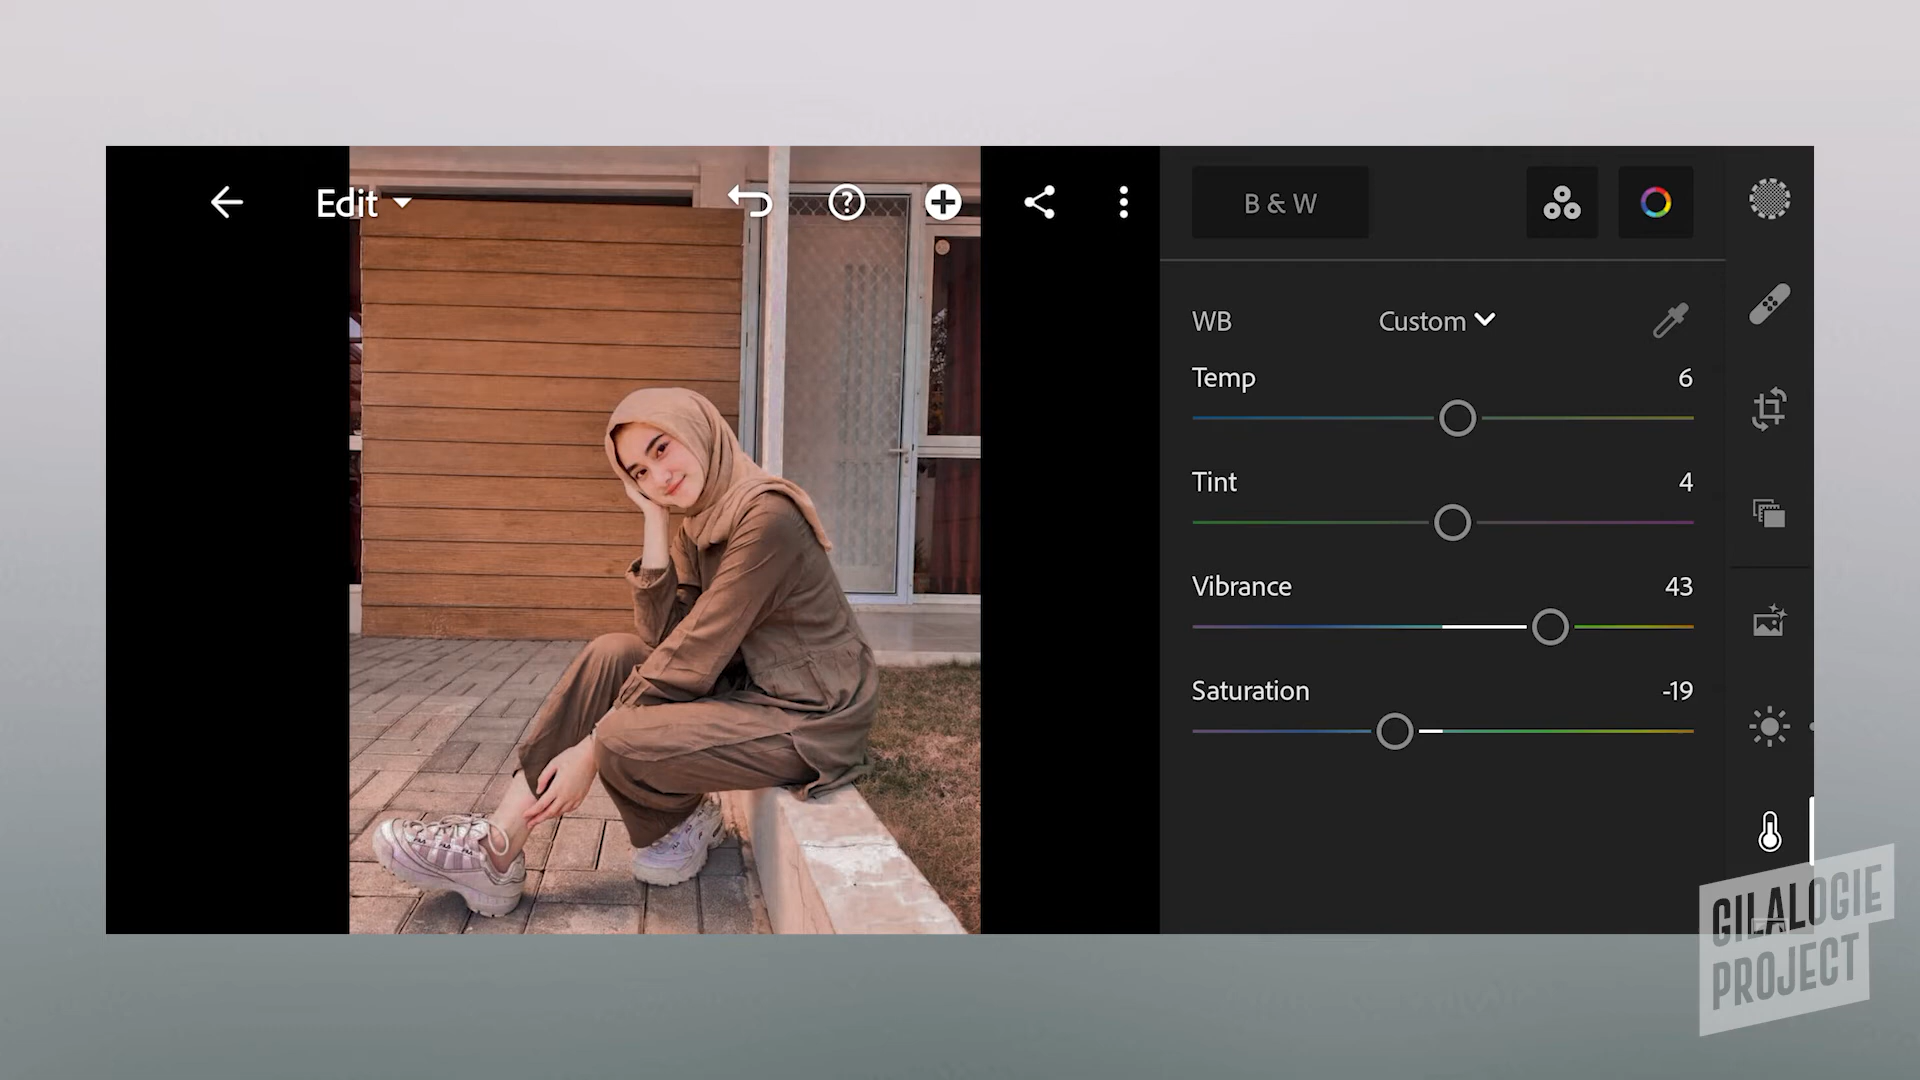 Edit
B & W
WB Custom
Temp 6
Tint 4
Vibrance 43
Saturation -19
GILALOGIE
PROJECT